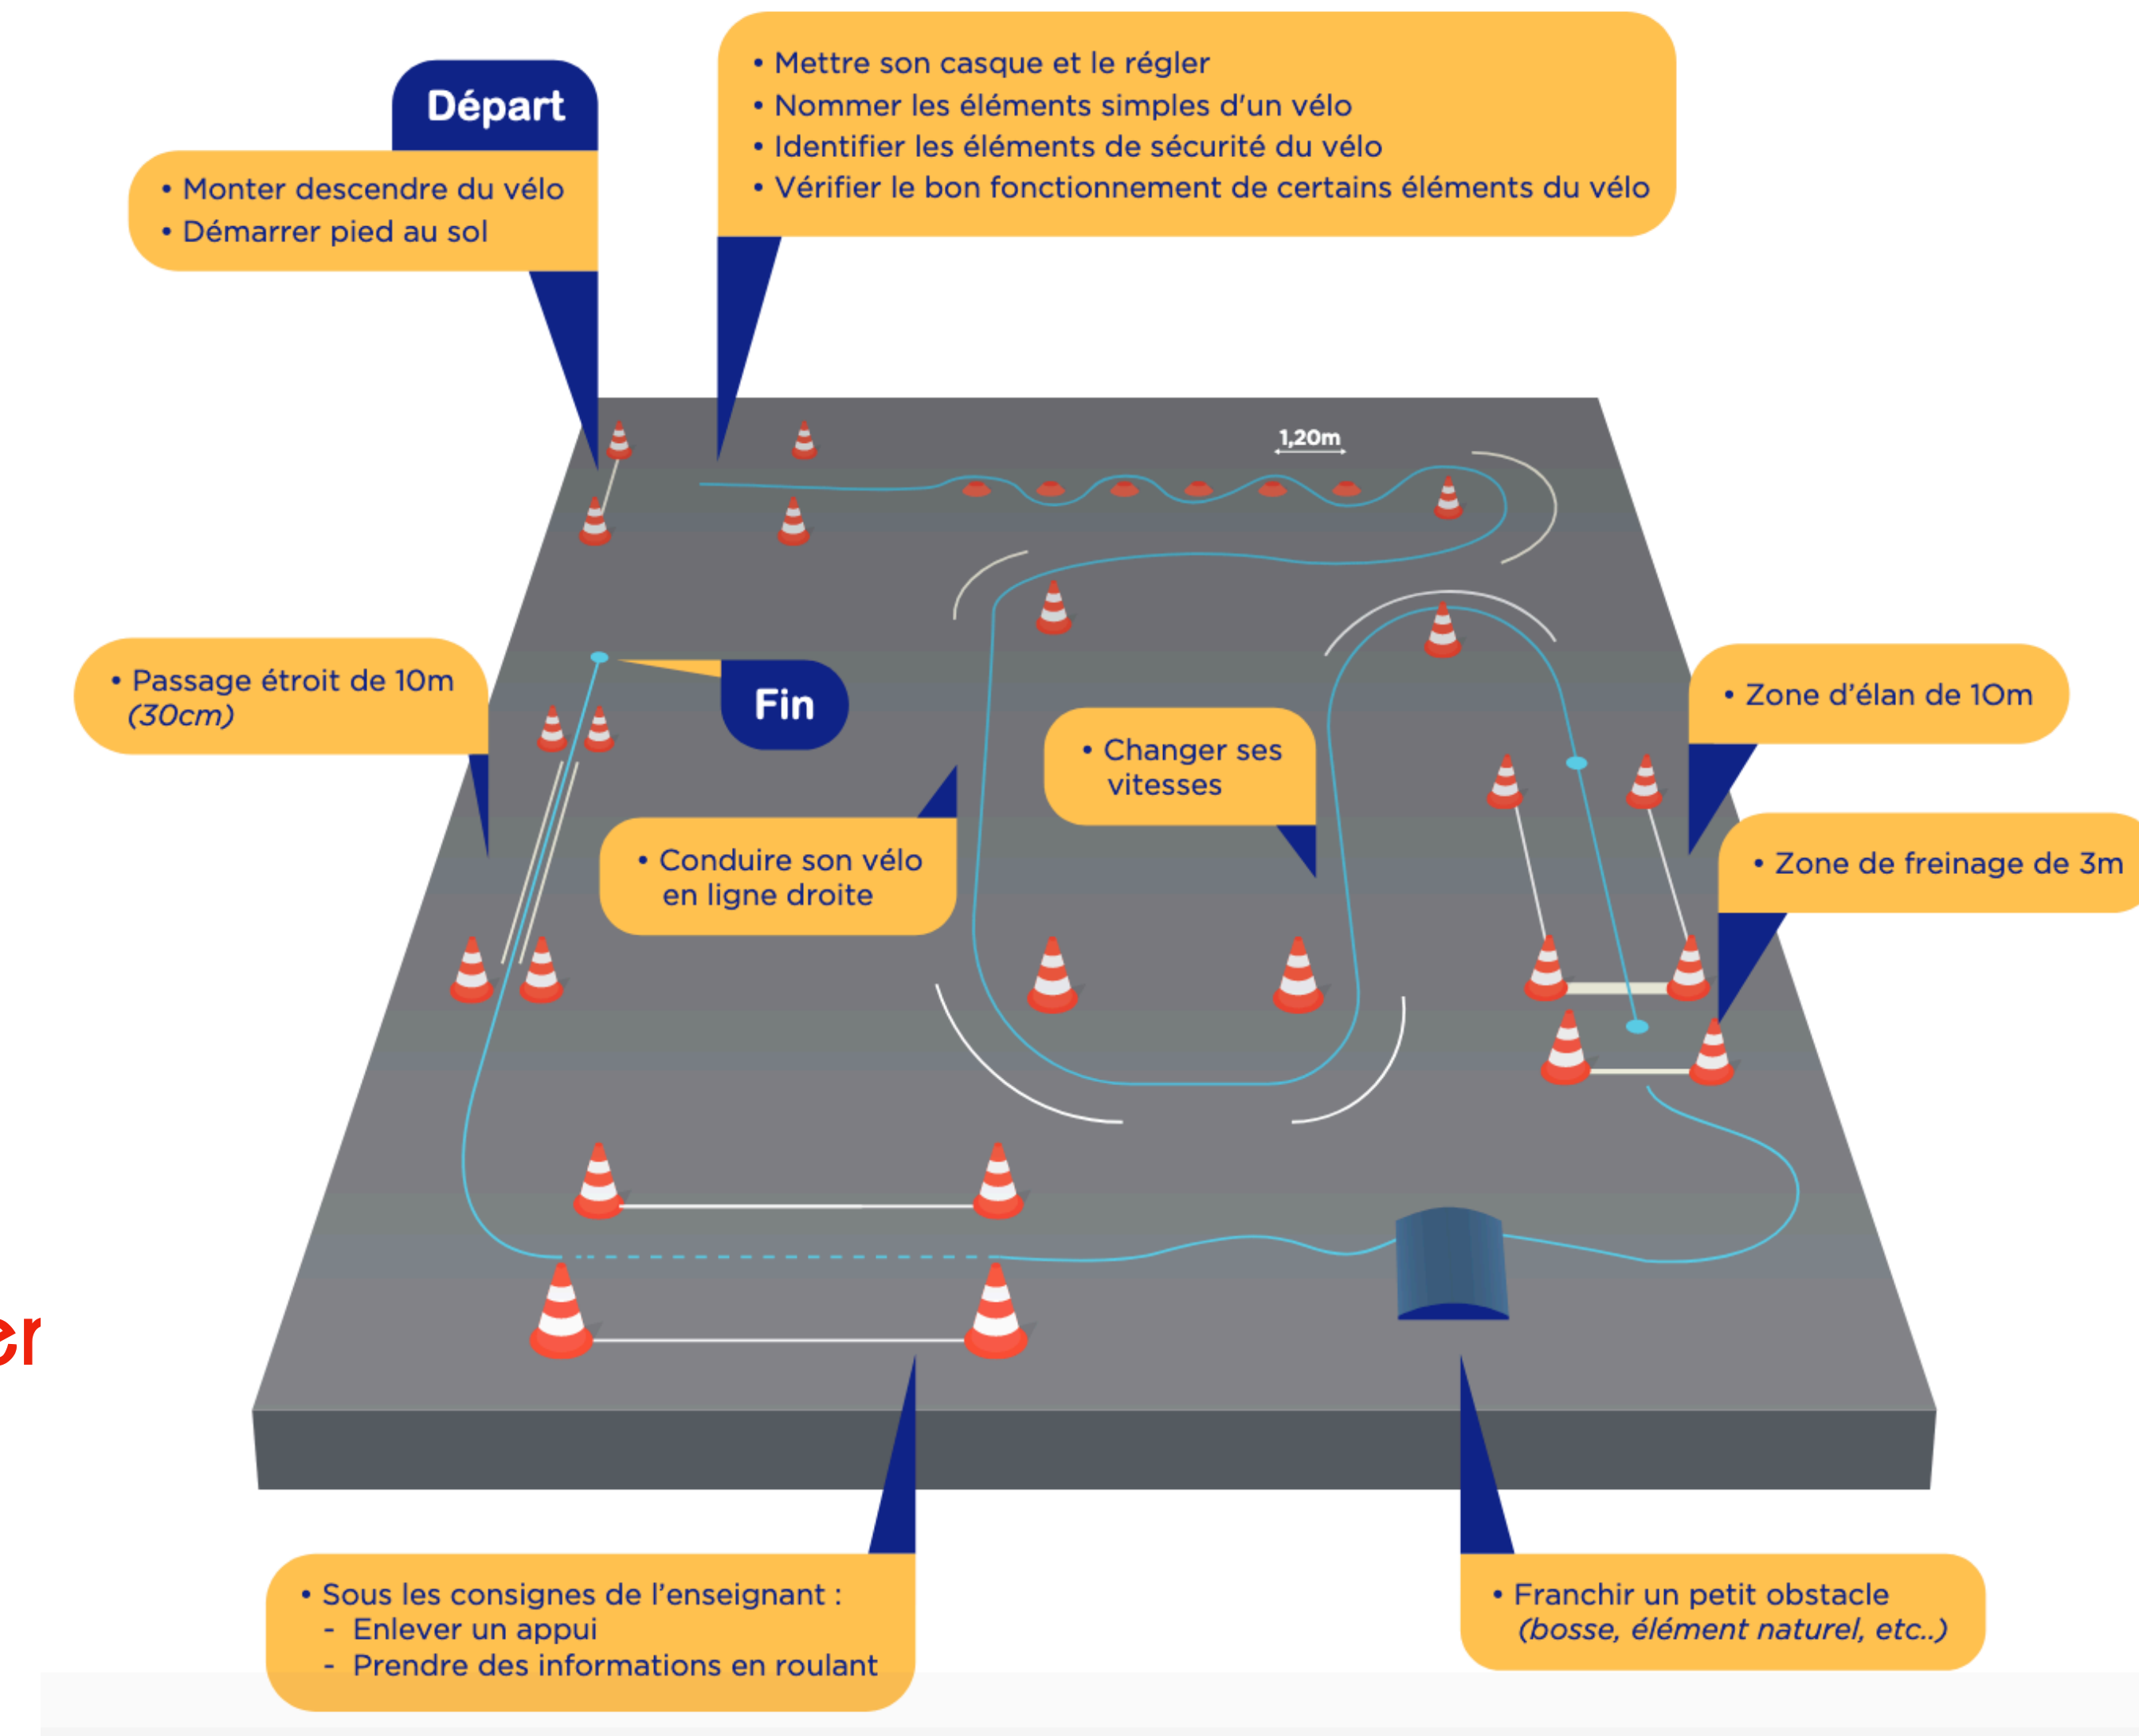 Départ
• Monter descendre du vélo
• Démarrer pied au sol
• Mettre son casque et le régler
• Nommer les éléments simples d'un vélo
• Identifier les éléments de sécurité du vélo
• Vérifier le bon fonctionnement de certains éléments du vélo
1,20m
• Passage étroit de 10m
(30cm)
Fin
• Changer ses
vitesses
• Zone d'élan de 10m
• Conduire son vélo
en ligne droite
• Zone de freinage de 3m
er
• Sous les consignes de l'enseignant :
- Enlever un appui
- Prendre des informations en roulant
• Franchir un petit obstacle
(bosse, élément naturel, etc..)